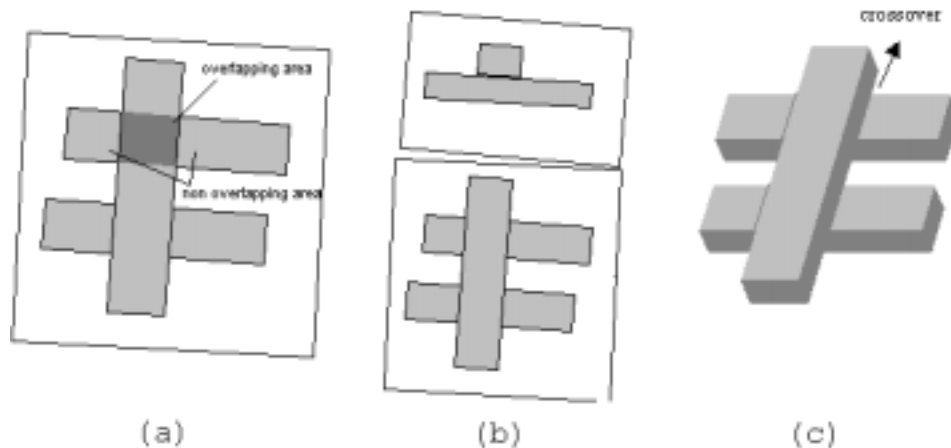 overlapping area
non overlapping area
crossover
(a)
(b)
(c)